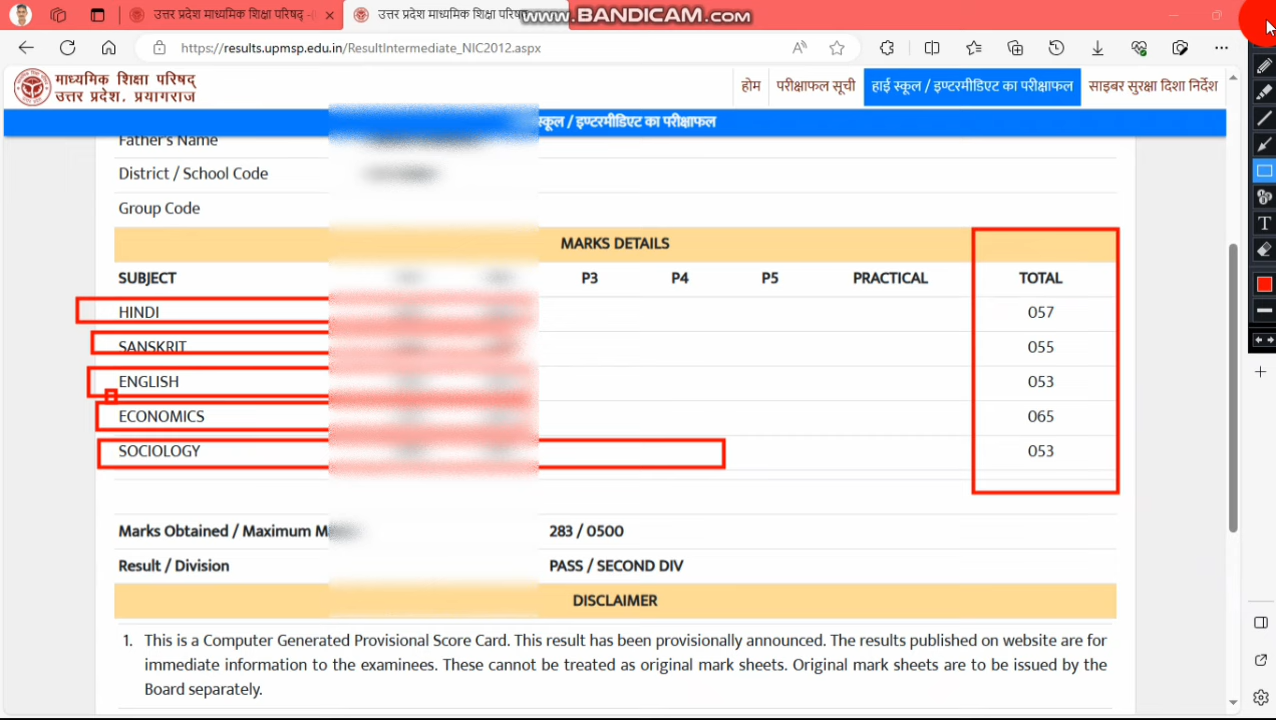 उत्तर प्रदेश माध्यमिक शिक्षा परिषद्
उत्तर प्रदेश माध्यमिक शिक्षा
www.BANDICAM.com
https://results.upmsp.edu.in/ResultIntermediate_NIC2012.aspx
माध्यमिक शिक्षा परिषद्
उत्तर प्रदेश, प्रयागराज
होम परीक्षाफल सूची हाई स्कूल / इण्टरमीडिएट का परीक्षाफल साइबर सुरक्षा दिशा निर्देश
स्कूल / इण्टरमीडिएट का परीक्षाफल
Father's Name
District / School Code
Group Code
MARKS DETAILS
SUBJECT P3 P4 P5 PRACTICAL TOTAL
HINDI 057
SANSKRIT 055
ENGLISH 053
ECONOMICS 065
SOCIOLOGY 053
Marks Obtained / Maximum 283 / 0500
Result / Division PASS / SECOND DIV
DISCLAIMER
1. This is a Computer Generated Provisional Score Card. This result has been provisionally announced. The results published on website are for
immediate information to the examinees. These cannot be treated as original mark sheets. Original mark sheets are to be issued by the
Board separately.